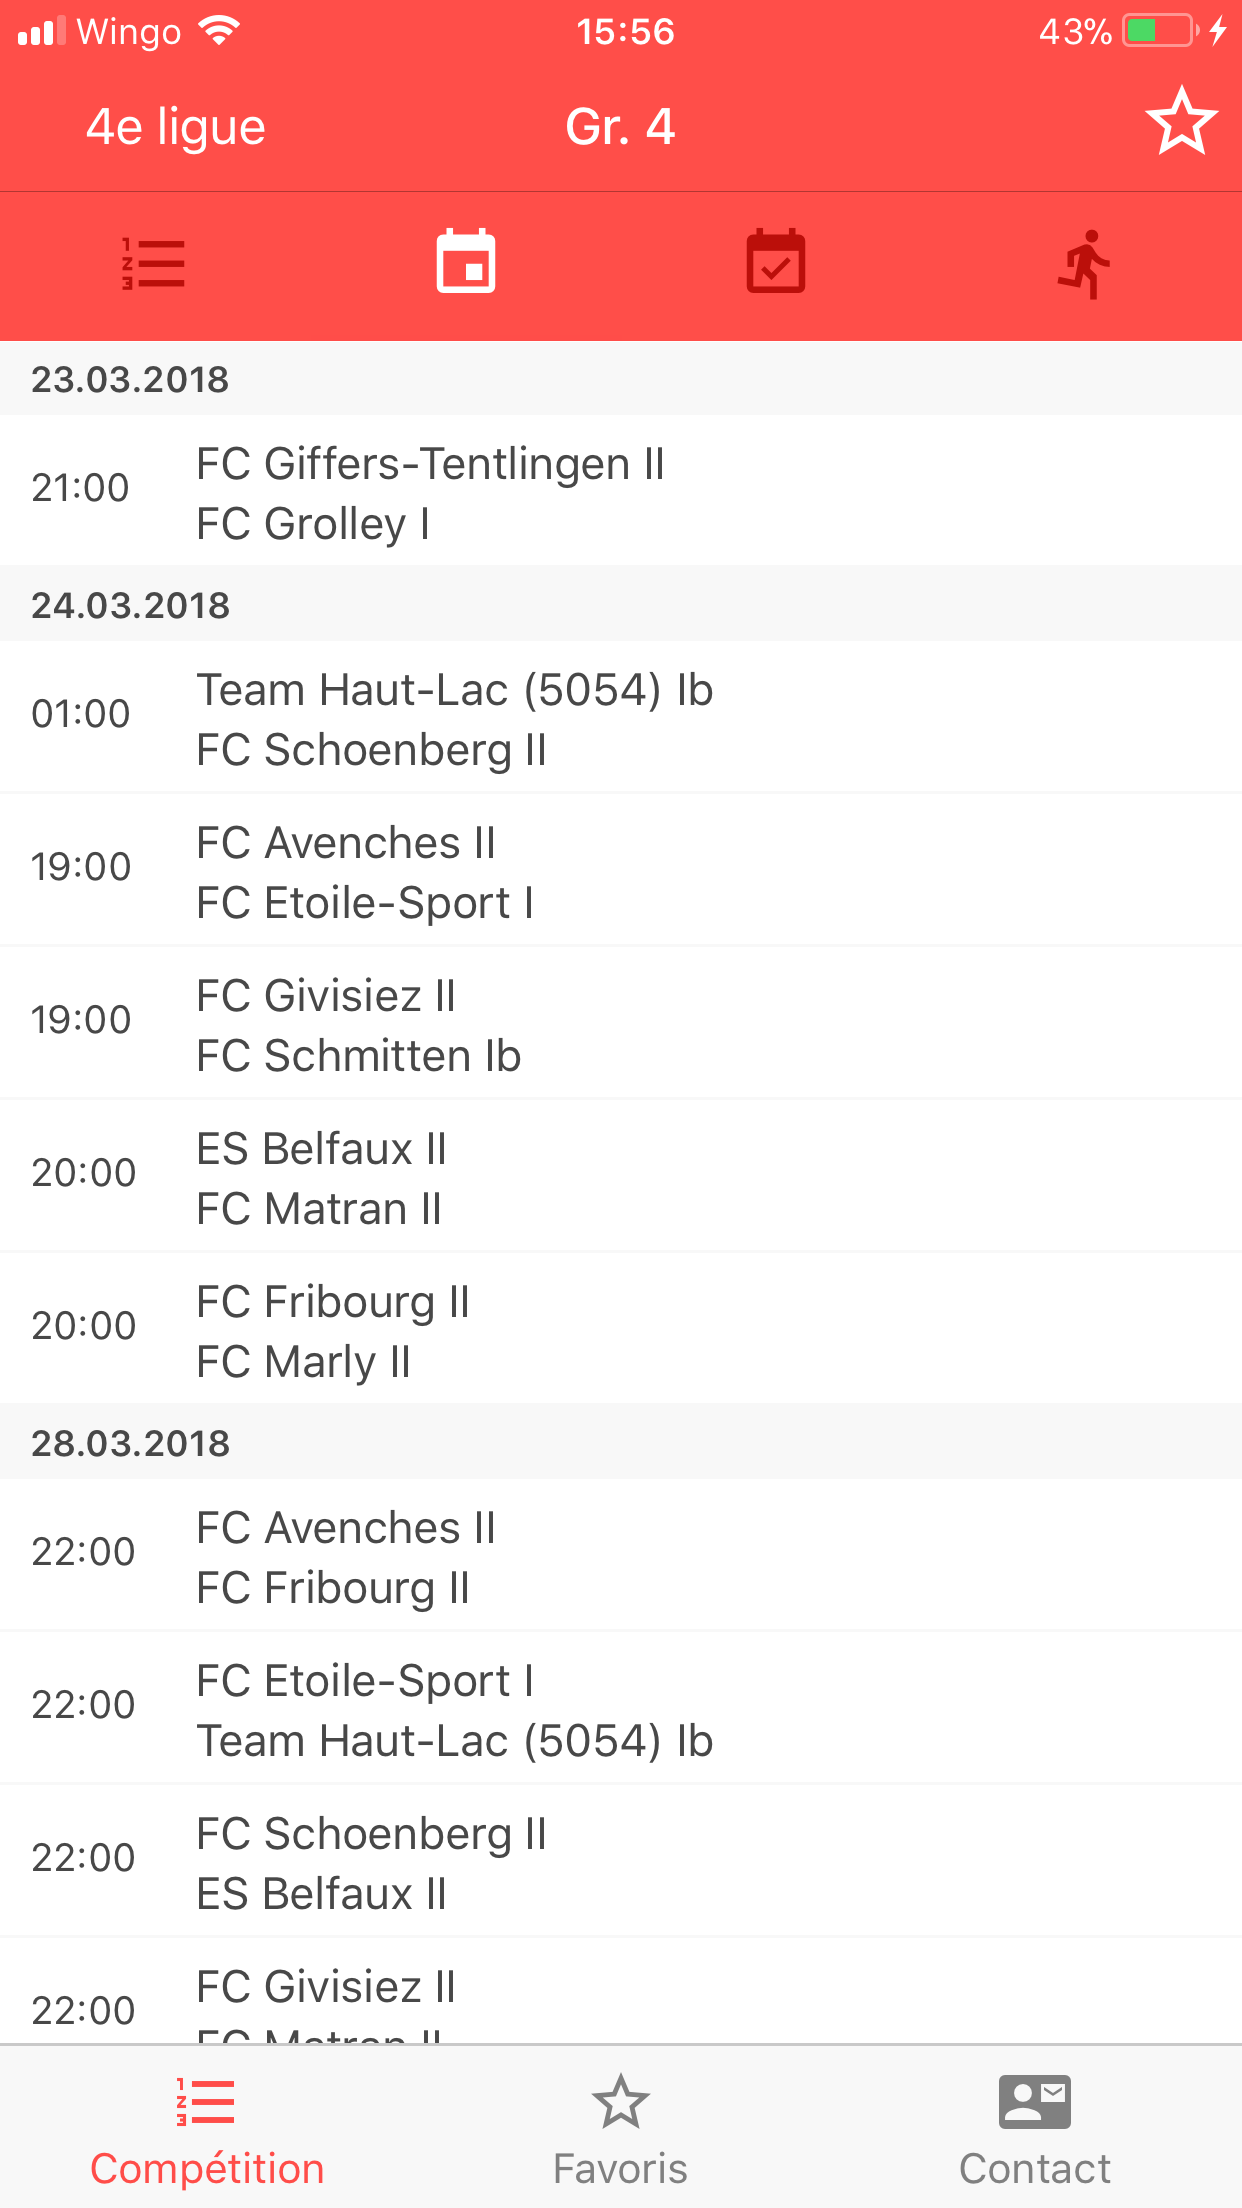 Wingo 15:56 43%
4e ligue Gr. 4
23.03.2018
21:00 FC Giffers-Tentlingen II
FC Grolley I
24.03.2018
01:00 Team Haut-Lac (5054) Ib
FC Schoenberg II
19:00 FC Avenches II
FC Etoile-Sport I
19:00 FC Givisiez II
FC Schmitten Ib
20:00 ES Belfaux II
FC Matran II
20:00 FC Fribourg II
FC Marly II
28.03.2018
22:00 FC Avenches II
FC Fribourg II
22:00 FC Etoile-Sport I
Team Haut-Lac (5054) Ib
22:00 FC Schoenberg II
ES Belfaux II
22:00 FC Givisiez II
FC Matran II
Compétition Favoris Contact